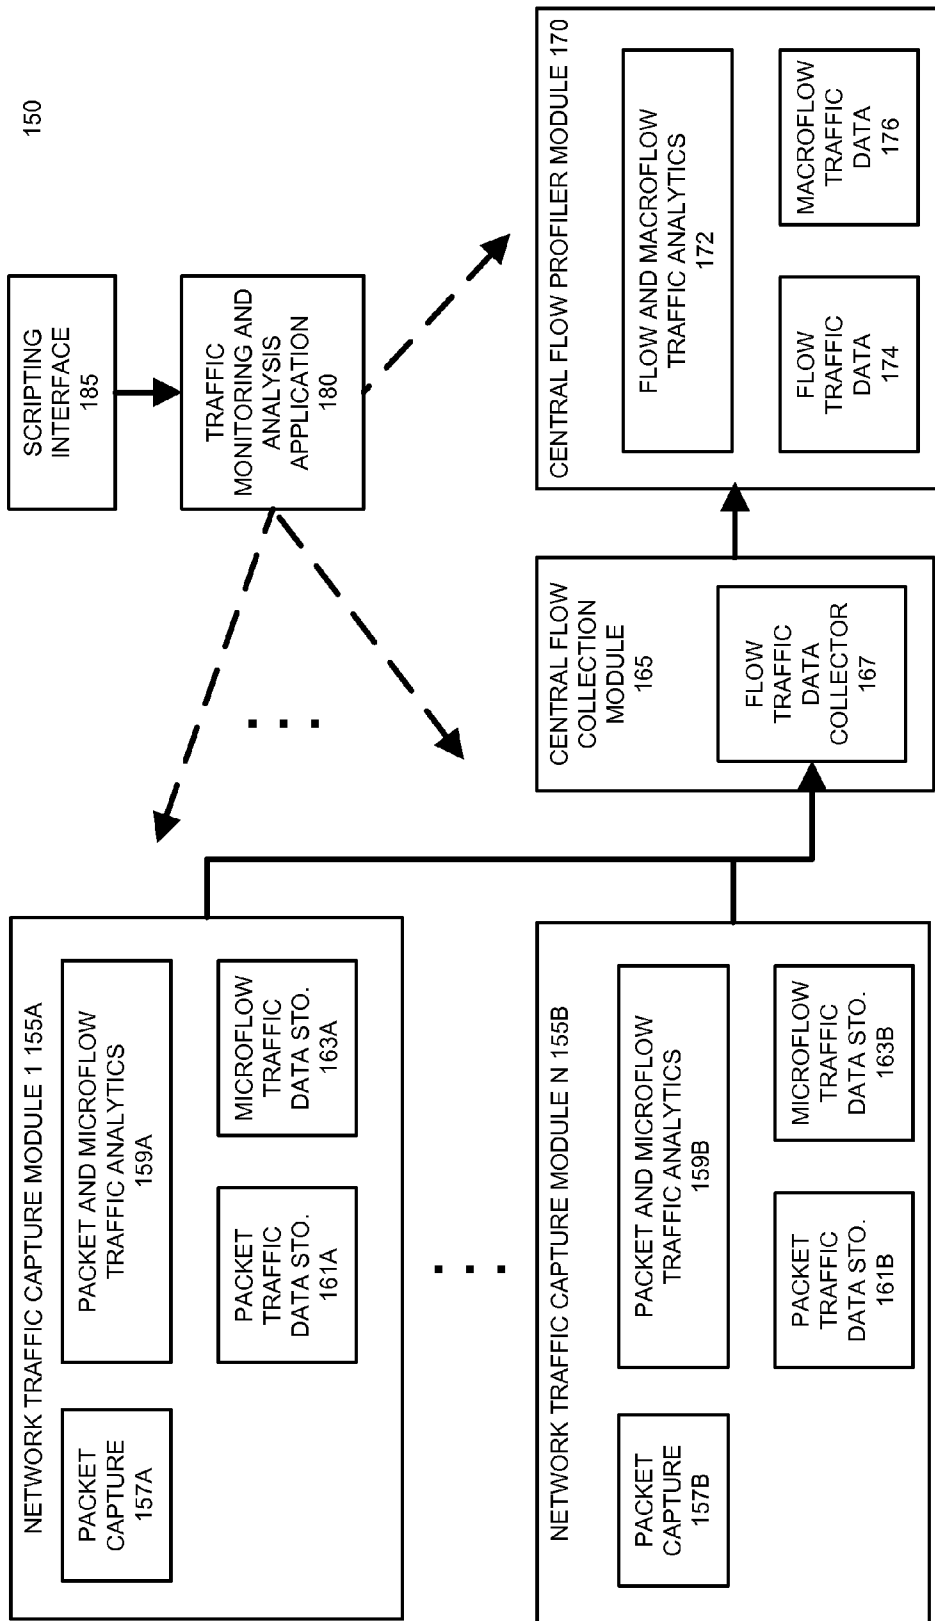 150
NETWORK TRAFFIC CAPTURE MODULE 1 155A
PACKET
CAPTURE
157A
PACKET AND MICROFLOW
TRAFFIC ANALYTICS
159A
PACKET
TRAFFIC
DATA STO.
161A
MICROFLOW
TRAFFIC
DATA STO.
163A
. . .
NETWORK TRAFFIC CAPTURE MODULE N 155B
PACKET
CAPTURE
157B
PACKET AND MICROFLOW
TRAFFIC ANALYTICS
159B
PACKET
TRAFFIC
DATA STO.
161B
MICROFLOW
TRAFFIC
DATA STO.
163B
SCRIPTING
INTERFACE
185
TRAFFIC
MONITORING AND
ANALYSIS
APPLICATION
180
. . .
CENTRAL FLOW
COLLECTION
MODULE
165
FLOW
TRAFFIC
DATA
COLLECTOR
167
CENTRAL FLOW PROFILER MODULE 170
FLOW AND MACROFLOW
TRAFFIC ANALYTICS
172
FLOW
TRAFFIC
DATA
174
MACROFLOW
TRAFFIC
DATA
176